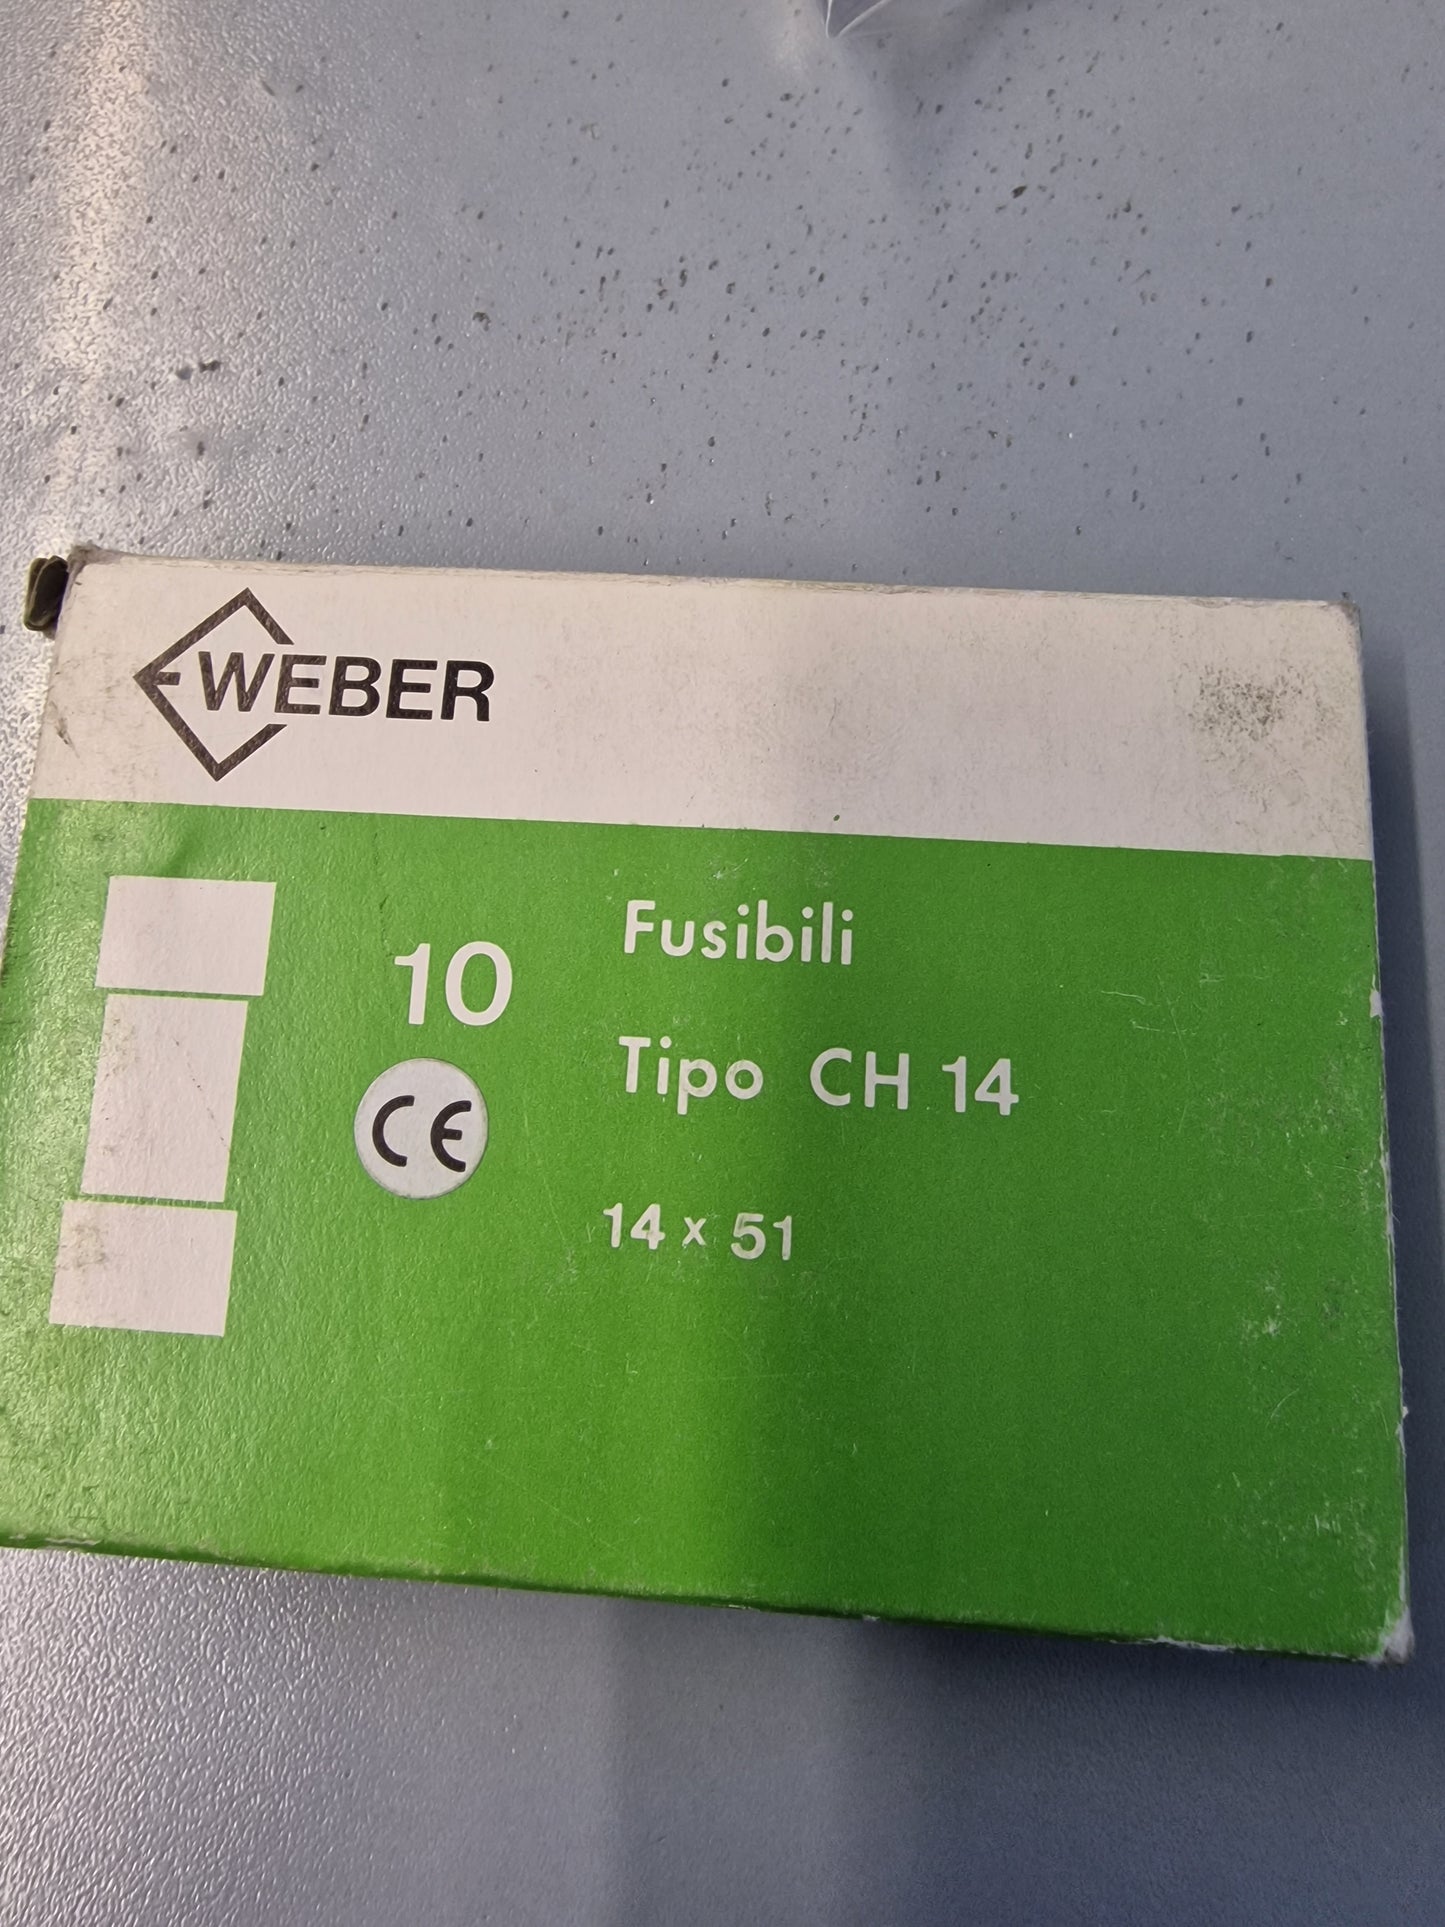 WEBER
10
Fusibili
Tipo CH 14
CE
14 x 51